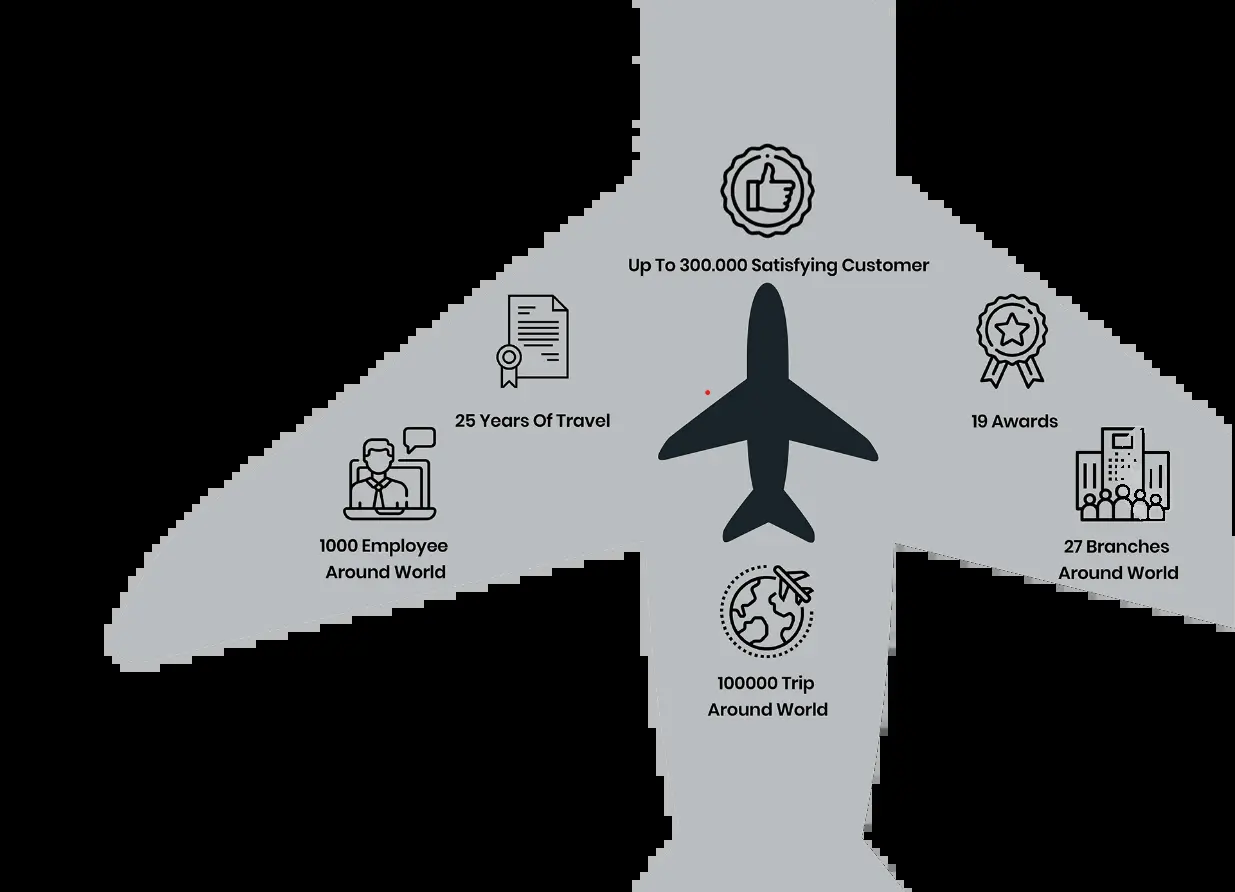 Up To 300.000 Satisfying Customer
25 Years Of Travel
19 Awards
1000 Employee
Around World
27 Branches
Around World
100000 Trip
Around World